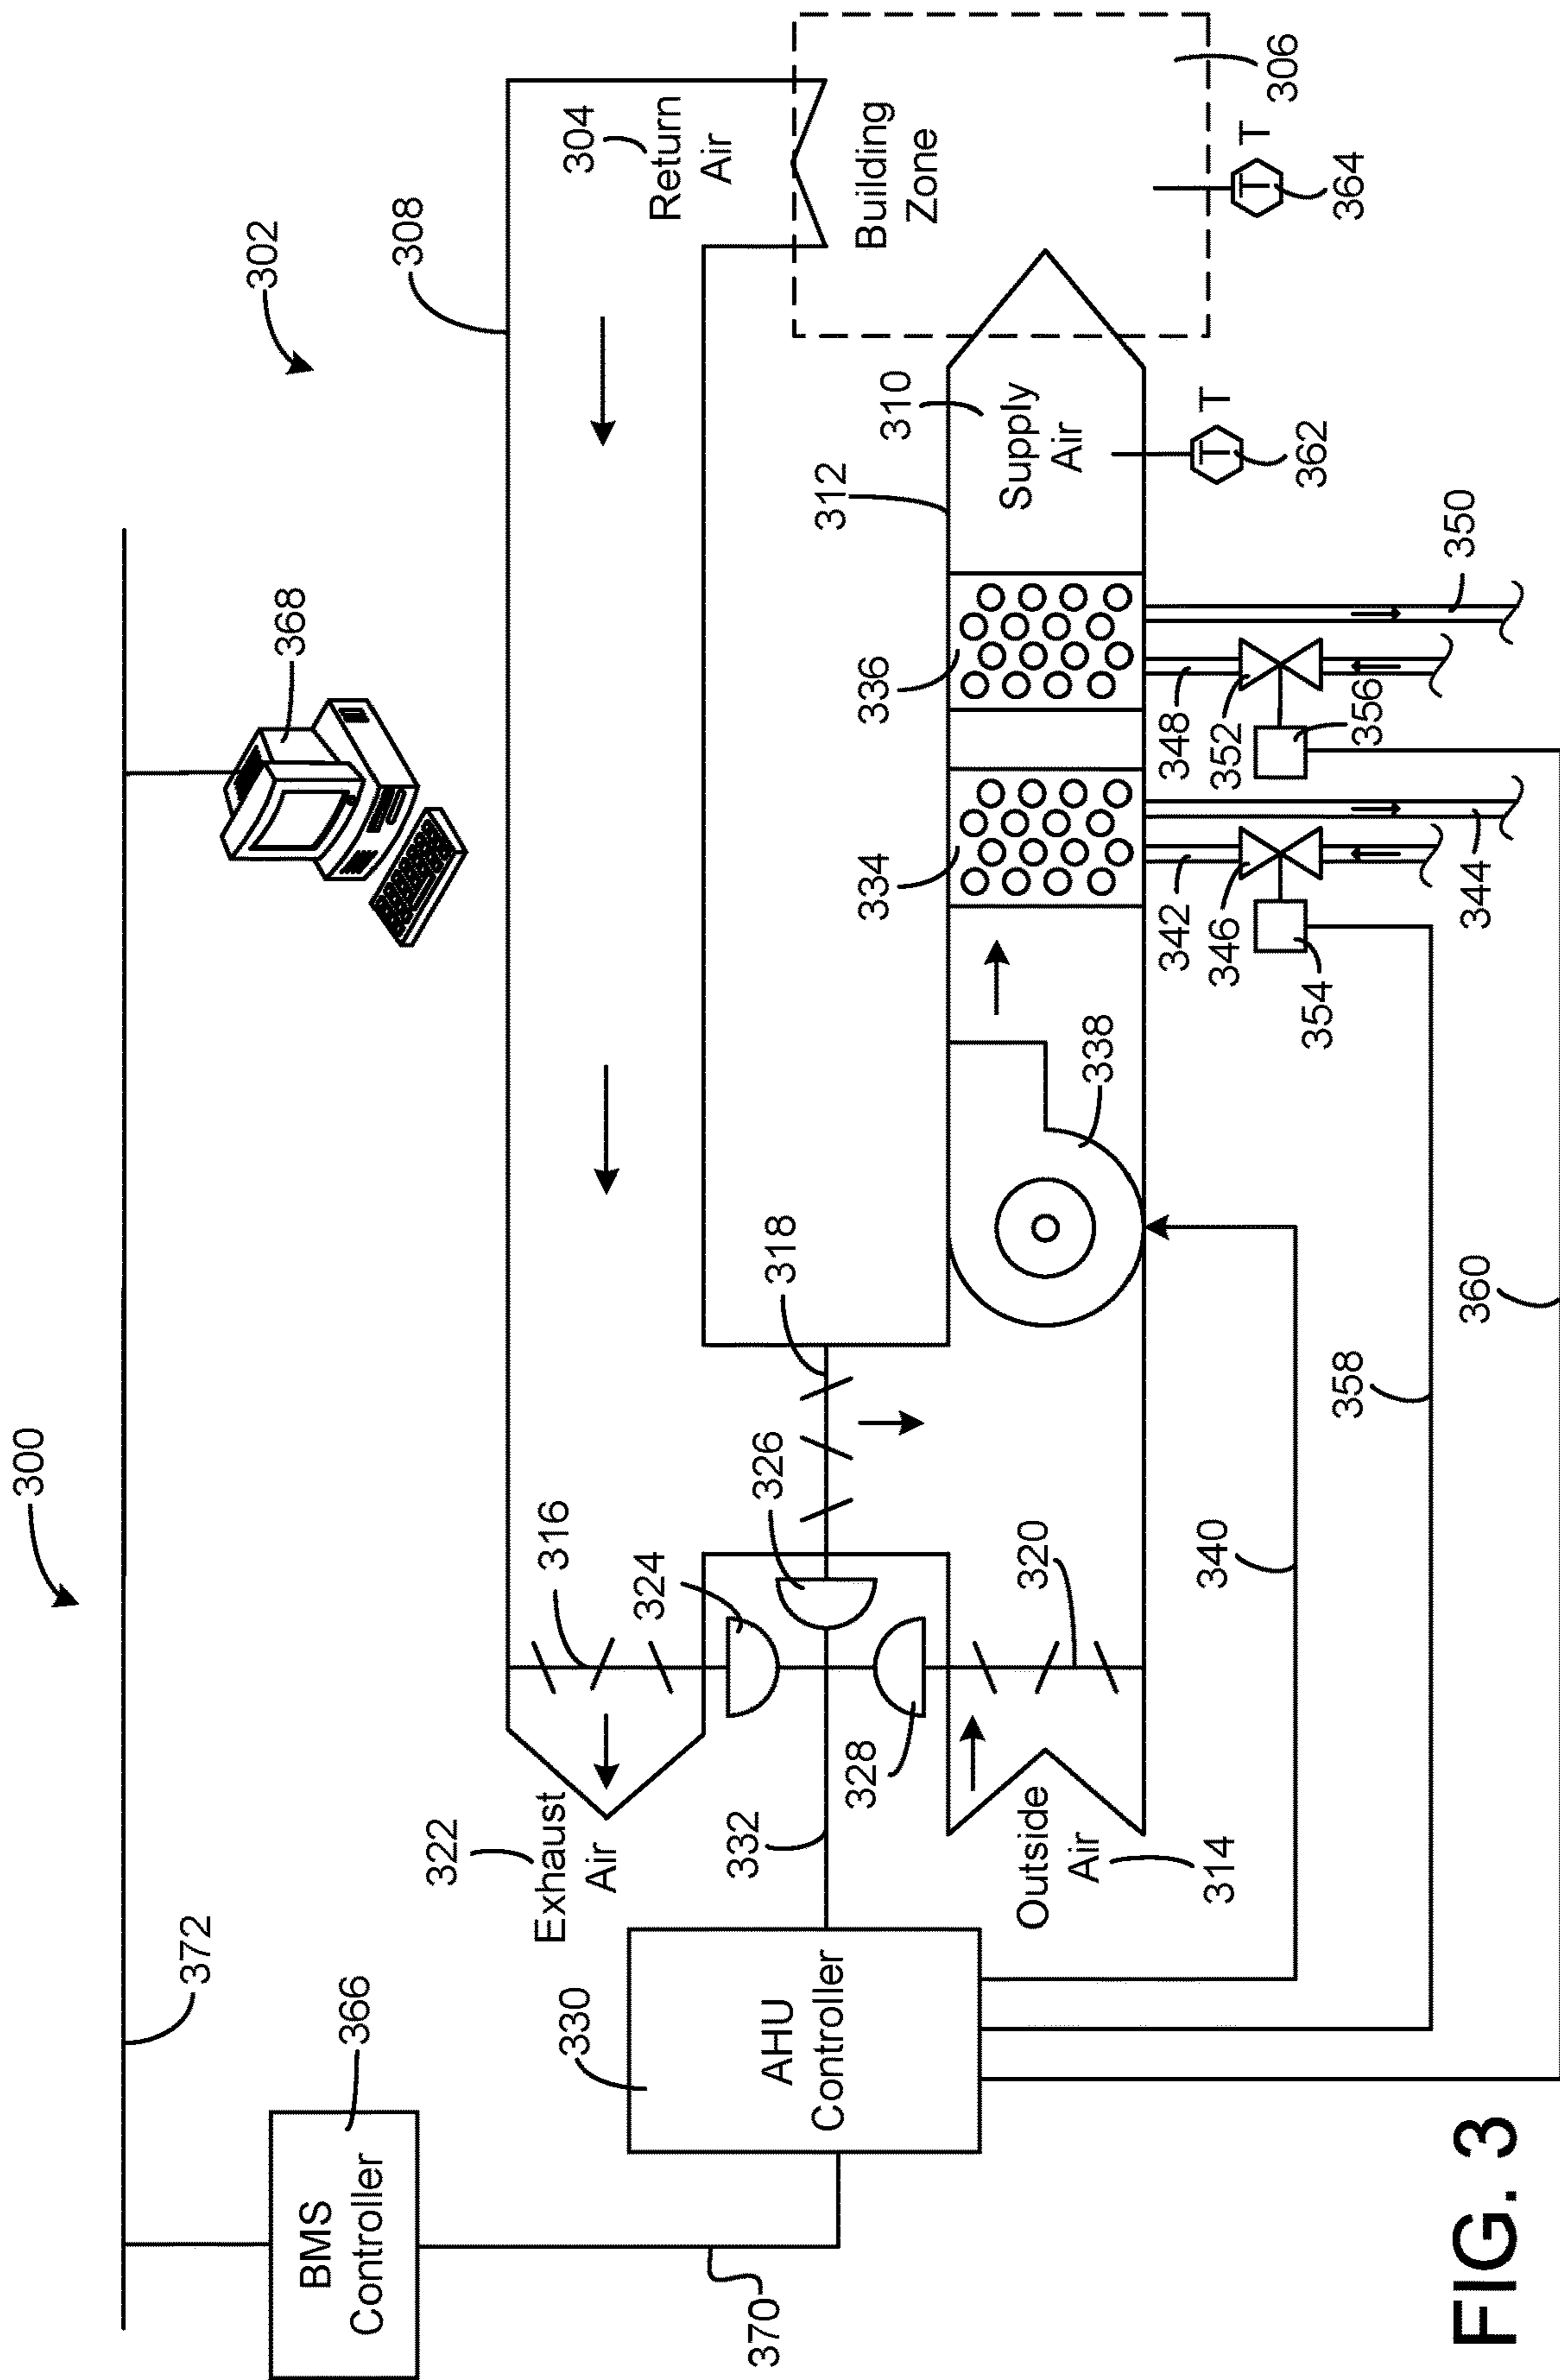 300
302
372
366
BMS
Controller
370
368
308
304
Return
Air
Building
Zone
306
T
T
364
322
Exhaust
Air
316
324
326
318
332
328
330
AHU
Controller
Outside
Air
314
320
338
334
336
312
310
Supply
Air
T
T
362
342
346
354
344
348
352
356
350
340
358
360
FIG. 3